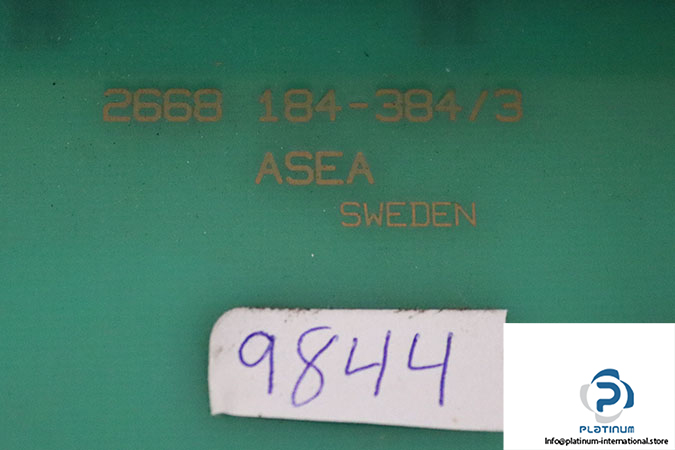 2668 184-384/3
ASEA
SWEDEN
9844
PLATINUM
Info@platinum-international.store